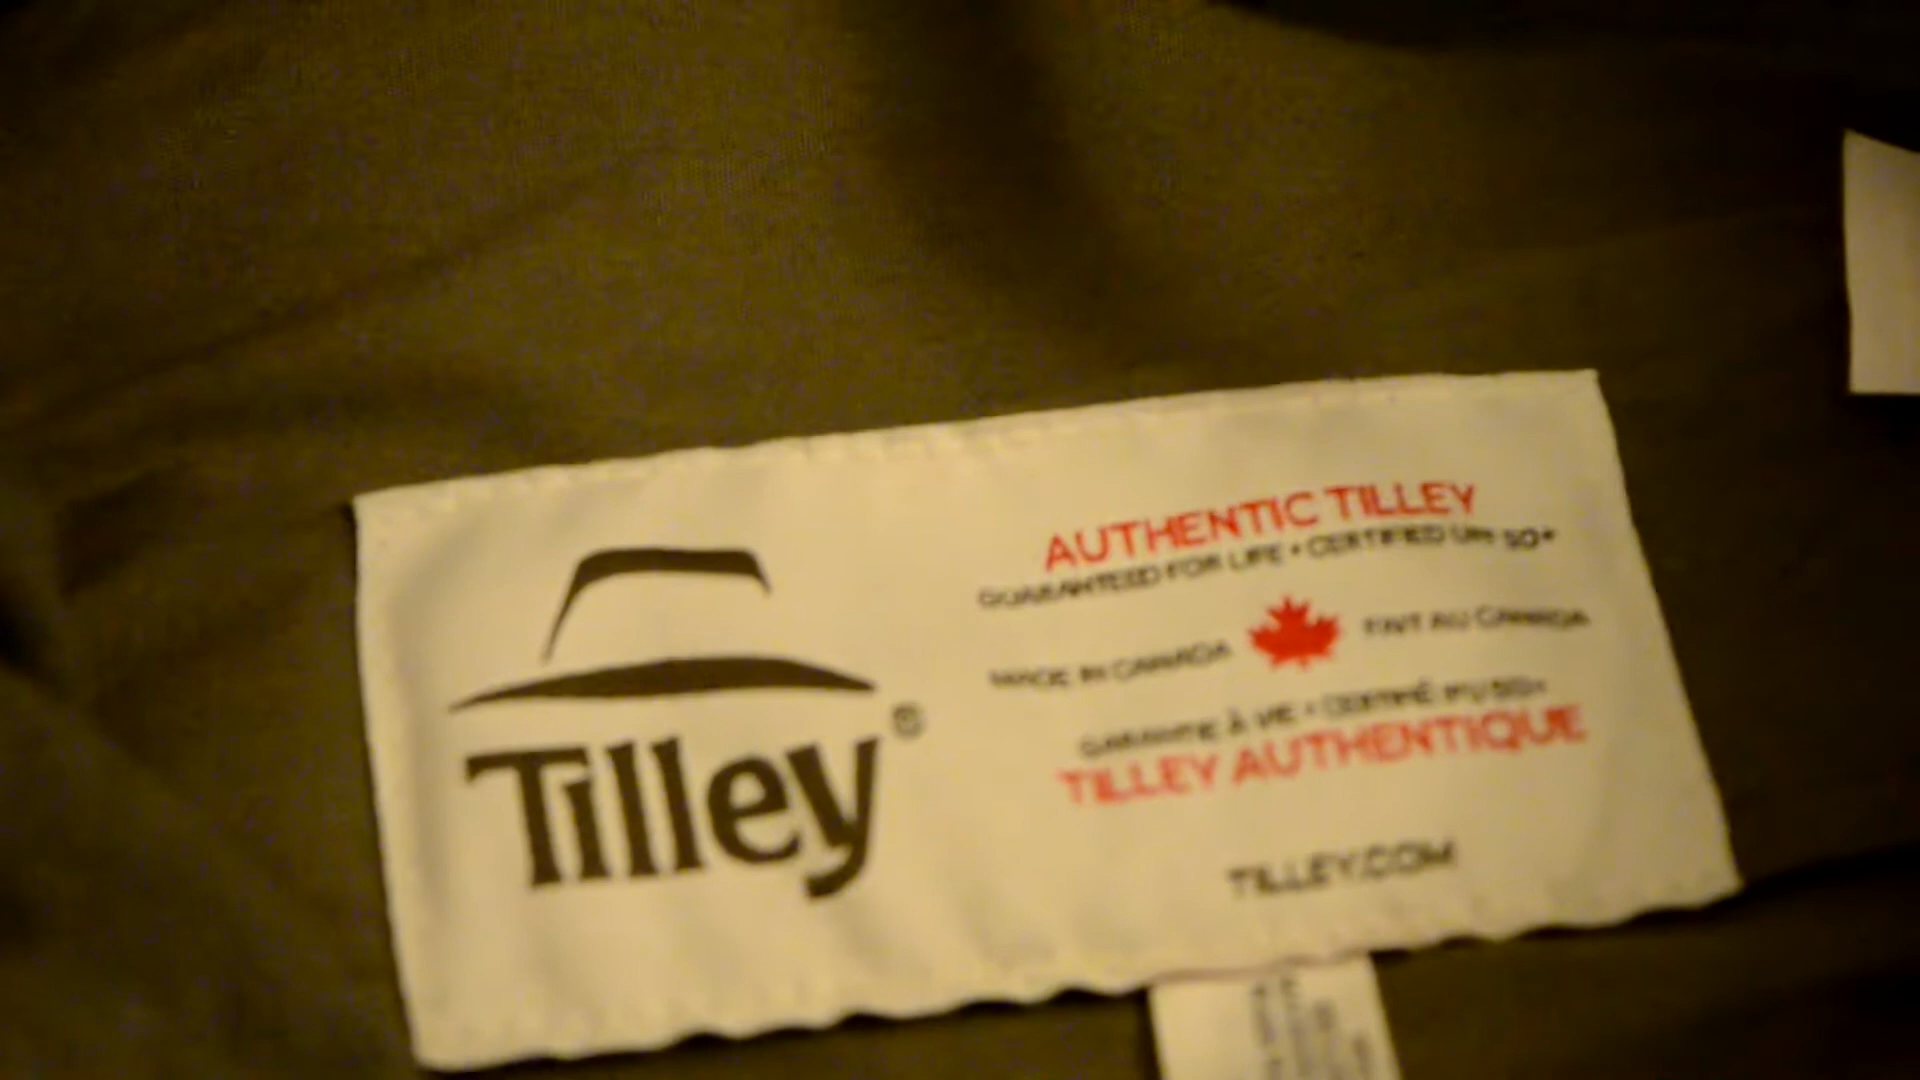 Tilley®
AUTHENTIC TILLEY
GUARANTEED FOR LIFE • CERTIFIED UPF 50+
MADE IN CANADA FAIT AU CANADA
GARANTIE À VIE • CERTIFIÉ IPU 50+
TILLEY AUTHENTIQUE
TILLEY.COM